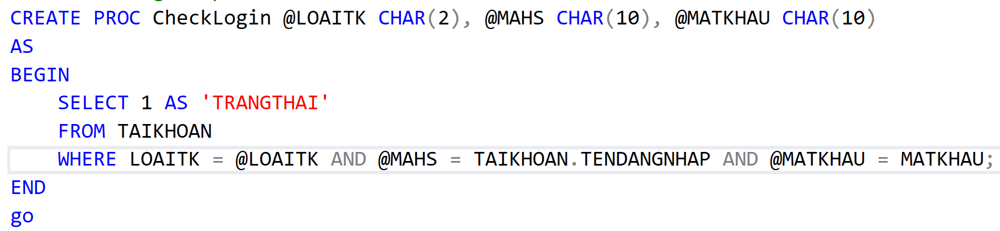 CREATE PROC CheckLogin @LOAITK CHAR(2), @MAHS CHAR(10), @MATKHAU CHAR(10)
AS
BEGIN
    SELECT 1 AS 'TRANGTHAI'
    FROM TAIKHOAN
    WHERE LOAITK = @LOAITK AND @MAHS = TAIKHOAN.TENDANGNHAP AND @MATKHAU = MATKHAU;
END
go